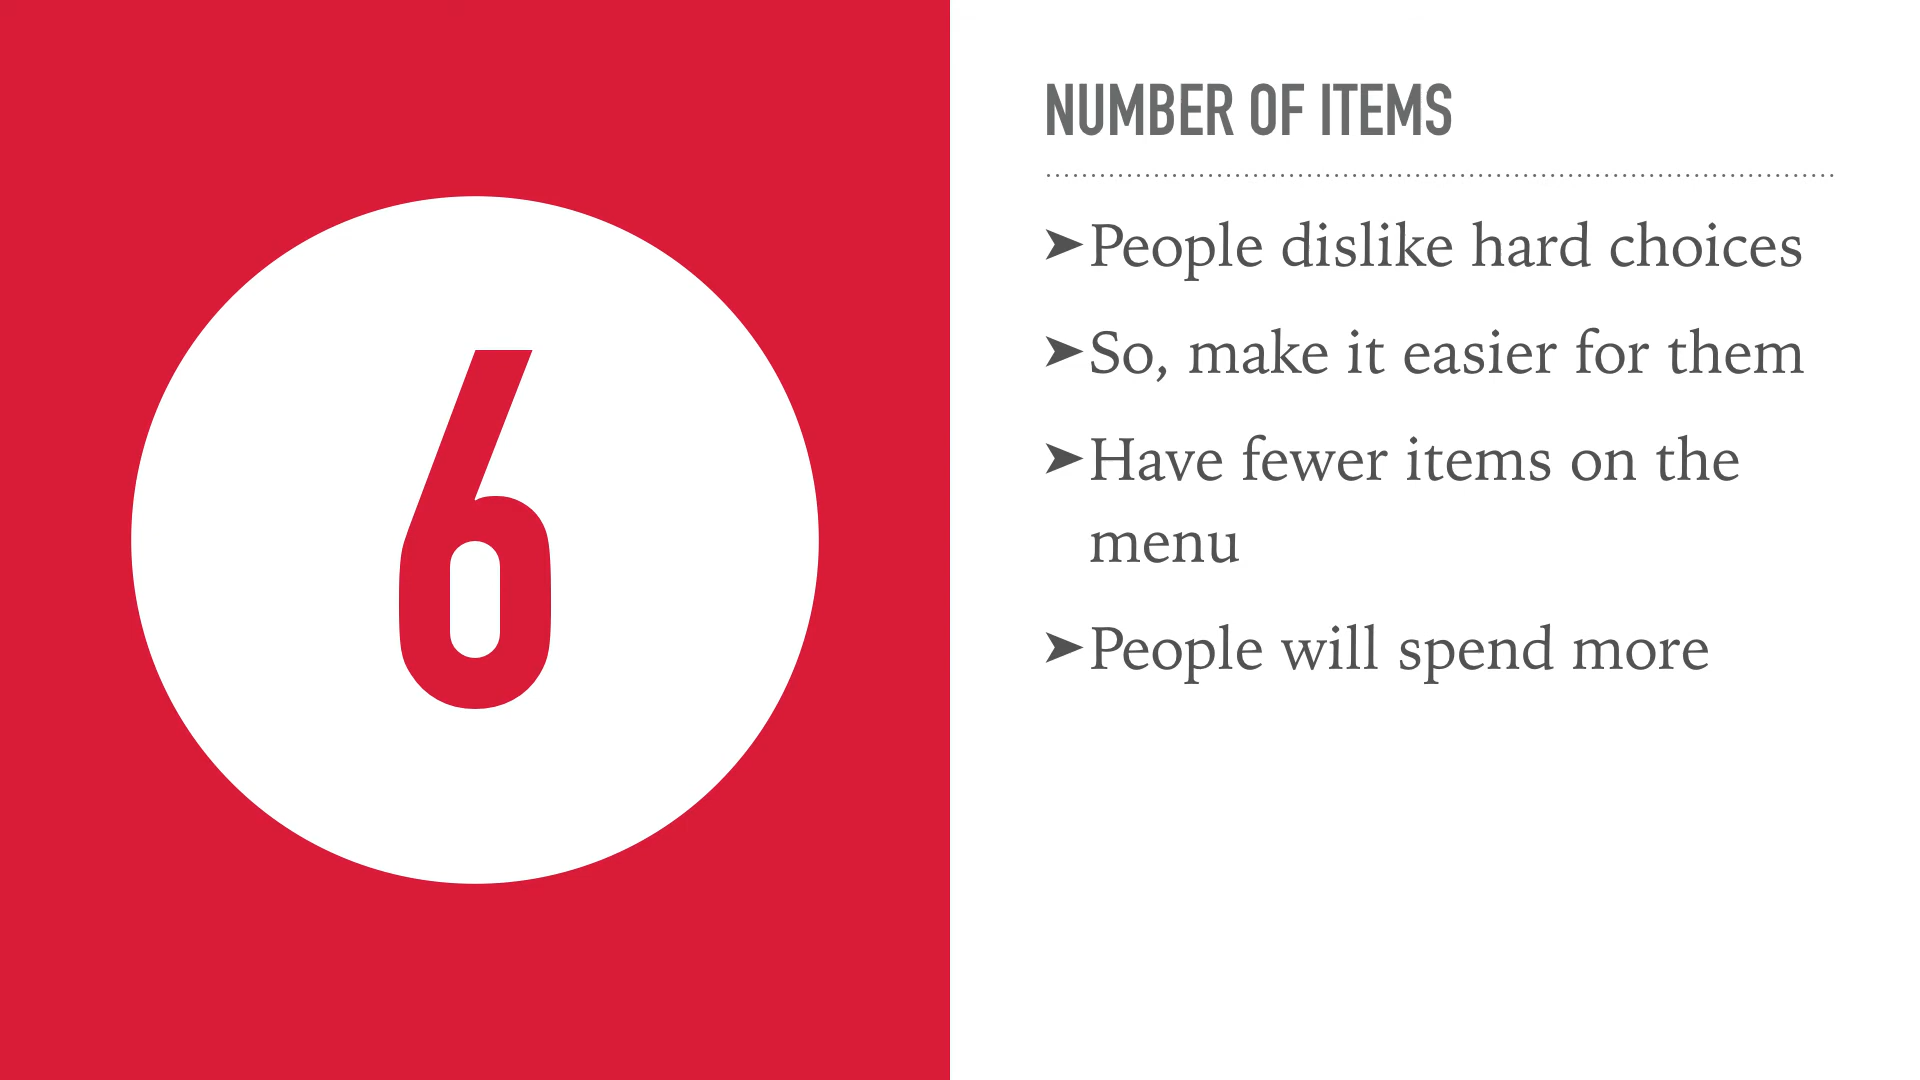 6
NUMBER OF ITEMS
➤People dislike hard choices
➤So, make it easier for them
➤Have fewer items on the
menu
➤People will spend more